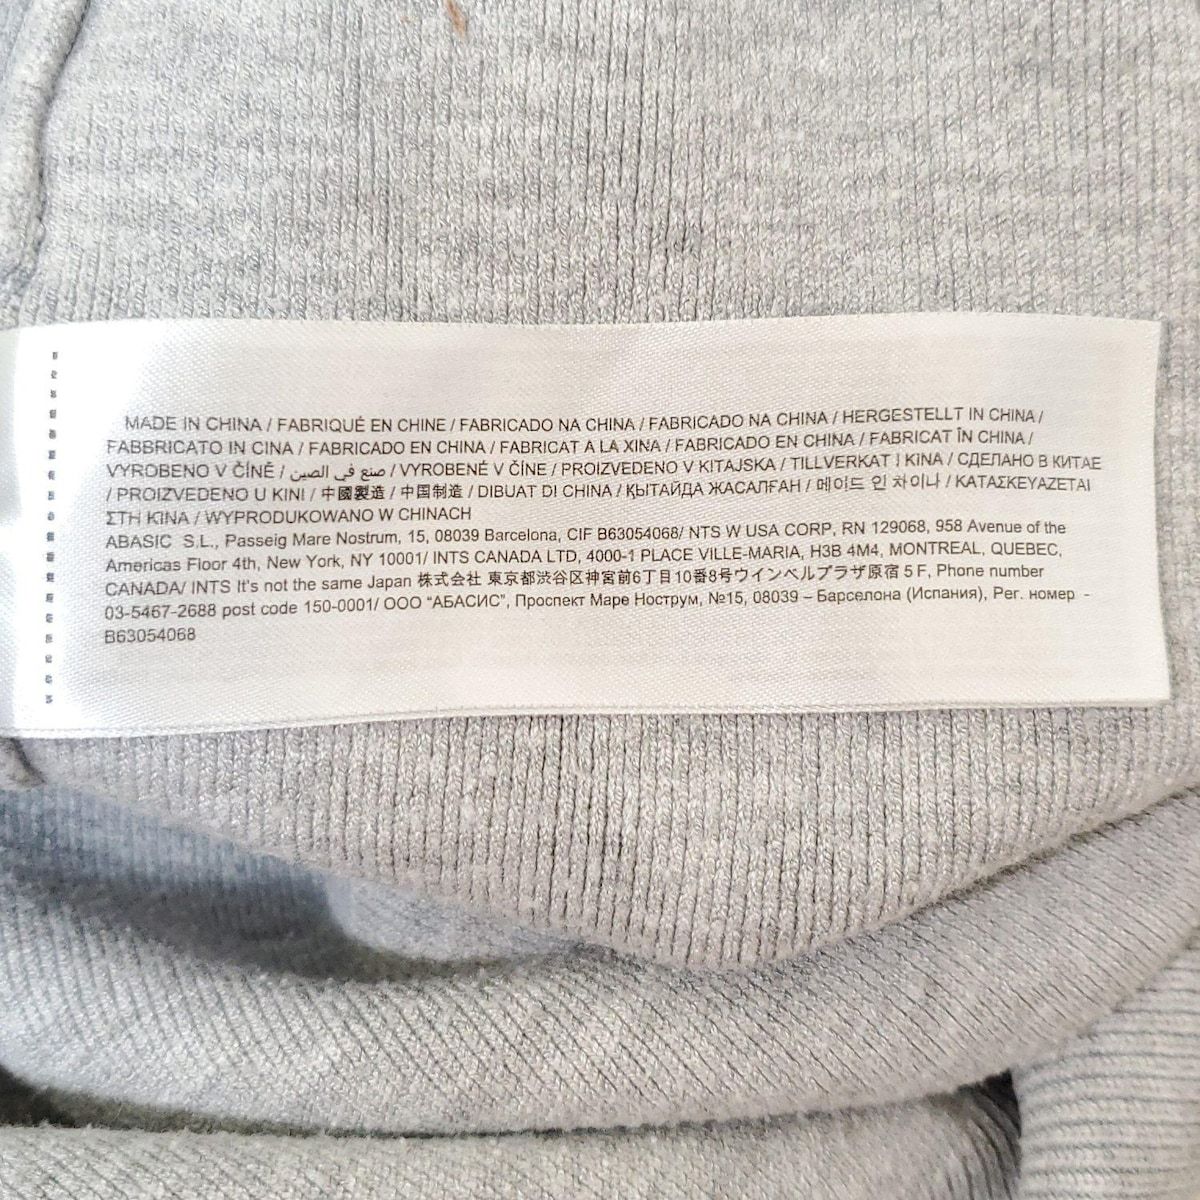 MADE IN CHINA / FABRIQUÉ EN CHINE / FABRICADO NA CHINA / FABRICADO NA CHINA / HERGESTELLT IN CHINA /
FABBRICATO IN CINA / FABRICADO EN CHINA / FABRICAT A LA XINA / FABRICADO EN CHINA / FABRICAT ÎN CHINA /
VYROBENO V ČÍNĚ / صنع في الصين / VYROBENÉ V ČÍNE / PROIZVEDENO V KITAJSKA / TILLVERKAT I KINA / СДЕЛАНО В КИТАЕ
/ PROIZVEDENO U KINI / 中國製造 / 中国制造 / DIBUAT DI CHINA / ҚЫТАЙДА ЖАСАЛҒАН / 메이드 인 차이나 / ΚΑΤΑΣKEYAZETAI
ΣTH KINA / WYPRODUKOWANO W CHINACH
ABASIC S.L., Passeig Mare Nostrum, 15, 08039 Barcelona, CIF B63054068/ NTS W USA CORP, RN 129068, 958 Avenue of the
Americas Floor 4th, New York, NY 10001/ INTS CANADA LTD, 4000-1 PLACE VILLE-MARIA, H3B 4M4, MONTREAL, QUEBEC,
CANADA/ INTS It's not the same Japan 株式会社 東京都渋谷区神宮前6丁目10番8号ウインベルプラザ原宿 5 F, Phone number
03-5467-2688 post code 150-0001/ ООО "АБАСИС", Проспект Маре Нострум, №15, 08039 – Барселона (Испания), Рег. номер -
B63054068